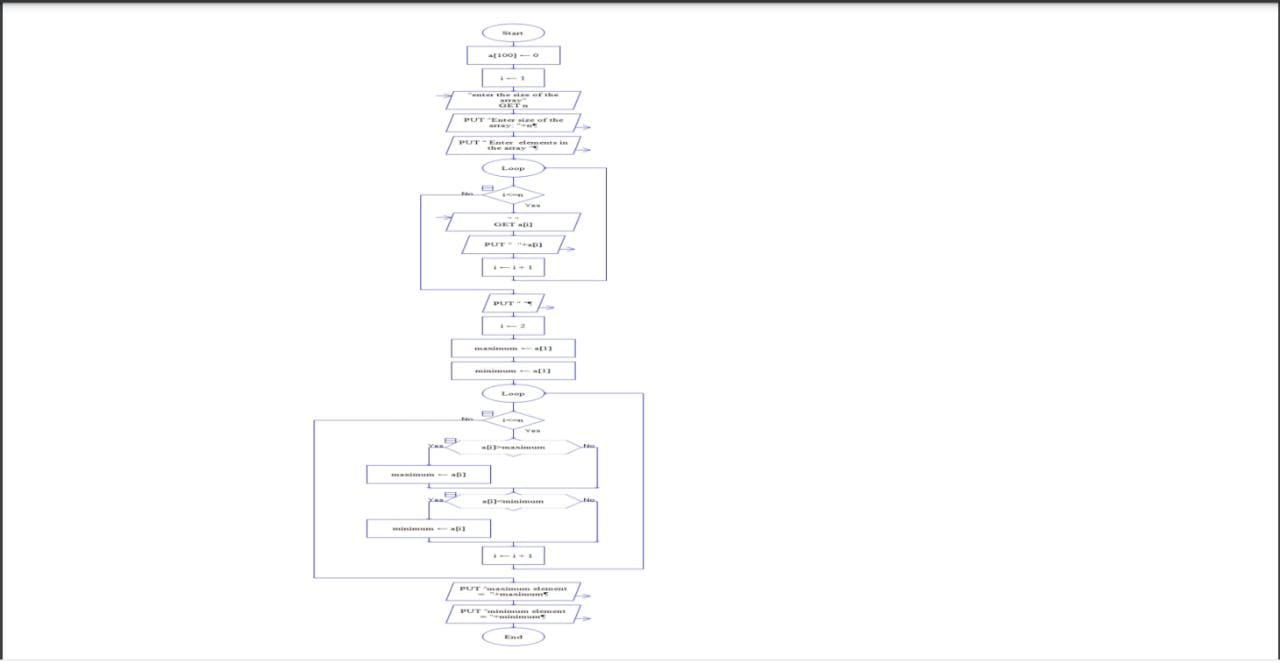 Start
a[100] ← 0
i ← 1
"enter the size of the
array"
GET n
PUT "Enter size of the
array: "+n¶
PUT " Enter elements in
the array "¶
Loop
No
i<=n
Yes
" "
GET a[i]
PUT " "+a[i]
i ← i + 1
PUT " "¶
i ← 2
maximum ← a[1]
minimum ← a[1]
Loop
No
i<=n
Yes
Yes
a[i]>maximum
No
maximum ← a[i]
Yes
a[i]<minimum
No
minimum ← a[i]
i ← i + 1
PUT "maximum element
= "+maximum¶
PUT "minimum element
= "+minimum¶
End